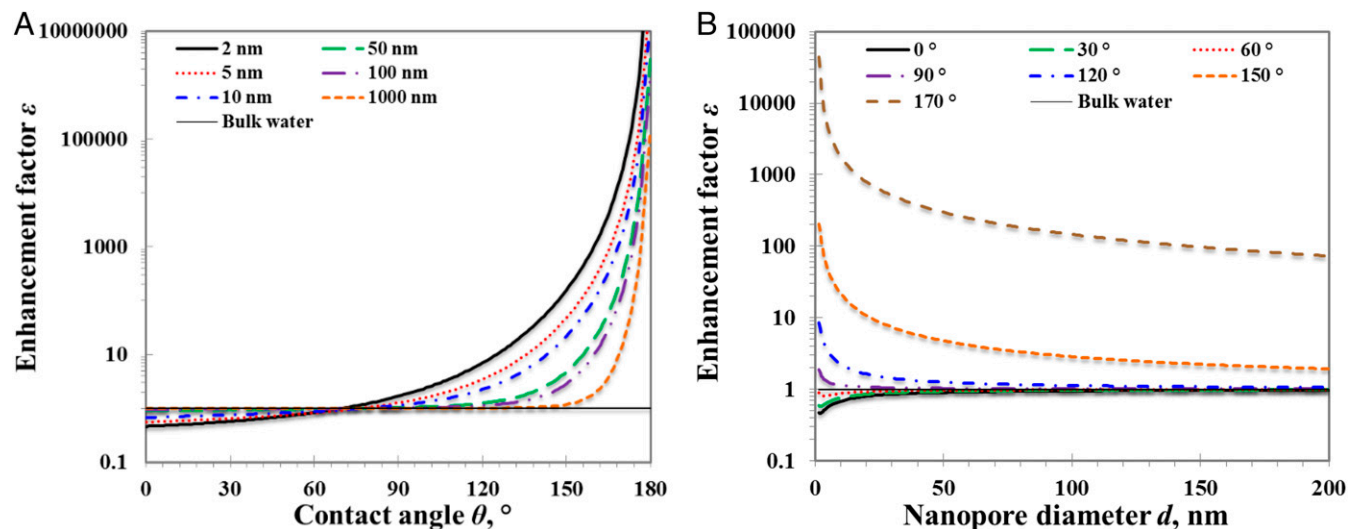 A
10000000
100000
1000
10
0.1
Enhancement factor ε
2 nm
50 nm
5 nm
100 nm
10 nm
1000 nm
Bulk water
0 30 60 90 120 150 180
Contact angle θ, °
B
100000
10000
1000
100
10
1
0.1
Enhancement factor ε
0 ° 30 ° 60 °
90 ° 120 ° 150 °
170 ° Bulk water
0 50 100 150 200
Nanopore diameter d, nm